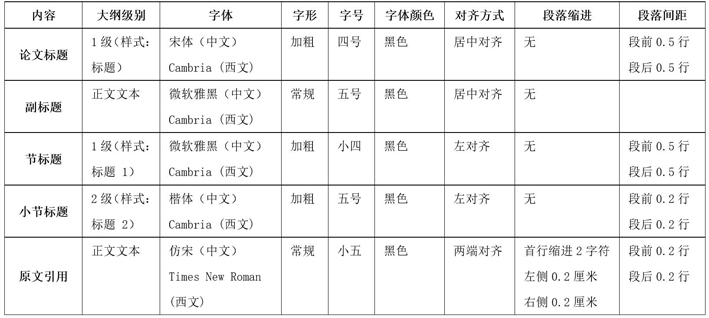 内容 大纲级别 字体 字形 字号 字体颜色 对齐方式 段落缩进 段落间距
论文标题 1级（样式：标题） 宋体（中文） Cambria（西文） 加粗 四号 黑色 居中对齐 无 段前0.5行 段后0.5行
副标题 正文文本 微软雅黑（中文） Cambria（西文） 常规 五号 黑色 居中对齐 无
节标题 1级（样式：标题 1） 微软雅黑（中文） Cambria（西文） 加粗 小四 黑色 左对齐 无 段前0.5行 段后0.5行
小节标题 2级（样式：标题 2） 楷体（中文） Cambria（西文） 加粗 五号 黑色 左对齐 无 段前0.2行 段后0.2行
原文引用 正文文本 仿宋（中文） Times New Roman（西文） 常规 小五 黑色 两端对齐 首行缩进2字符 左侧0.2厘米 右侧0.2厘米 段前0.2行 段后0.2行